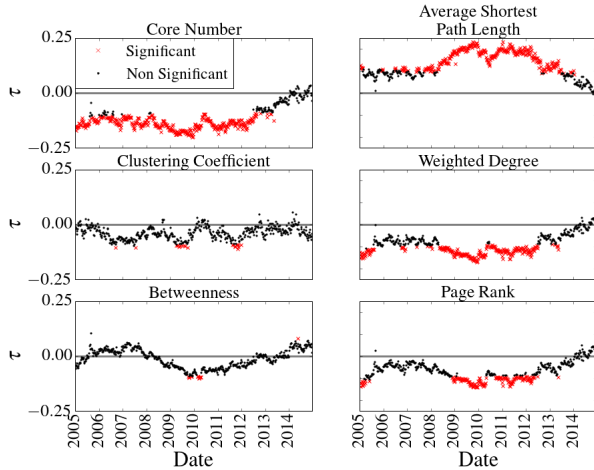 Core Number
Average Shortest
Path Length
0.25
Significant
Non Significant
τ
0.00
−0.25
Clustering Coefficient
Weighted Degree
0.25
τ
0.00
−0.25
Betweenness
Page Rank
0.25
τ
0.00
−0.25
2005 2006 2007 2008 2009 2010 2011 2012 2013 2014
2005 2006 2007 2008 2009 2010 2011 2012 2013 2014
Date
Date